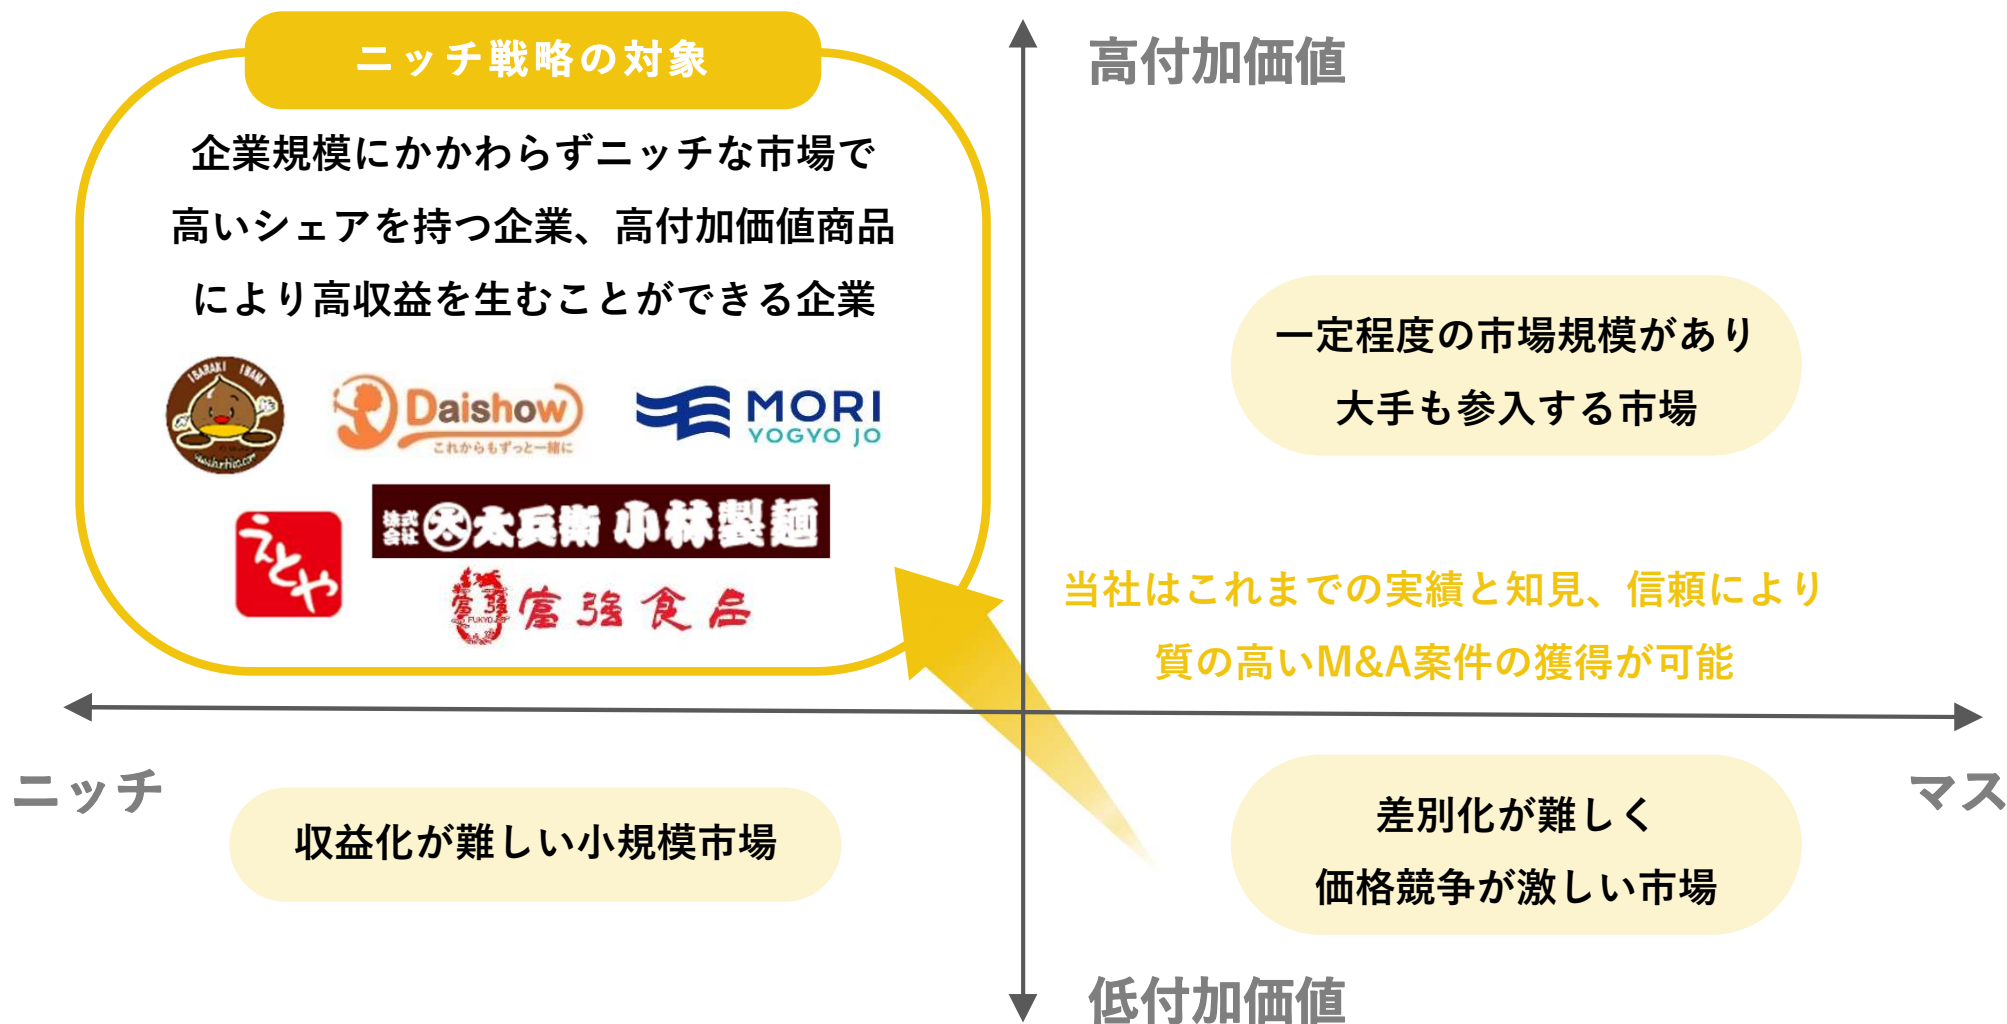 ニッチ戦略の対象
企業規模にかかわらずニッチな市場で
高いシェアを持つ企業、高付加価値商品
により高収益を生むことができる企業
IBARAKI
Daishow
これからもずっと一緒に
MORI
YOGYO JO
えとや
株式会社 太 太兵衛 小林製麺
富強
FUKYO
富强食品
高付加価値
一定程度の市場規模があり
大手も参入する市場
当社はこれまでの実績と知見、信頼により
質の高いM&A案件の獲得が可能
ニッチ
マス
収益化が難しい小規模市場
差別化が難しく
価格競争が激しい市場
低付加価値